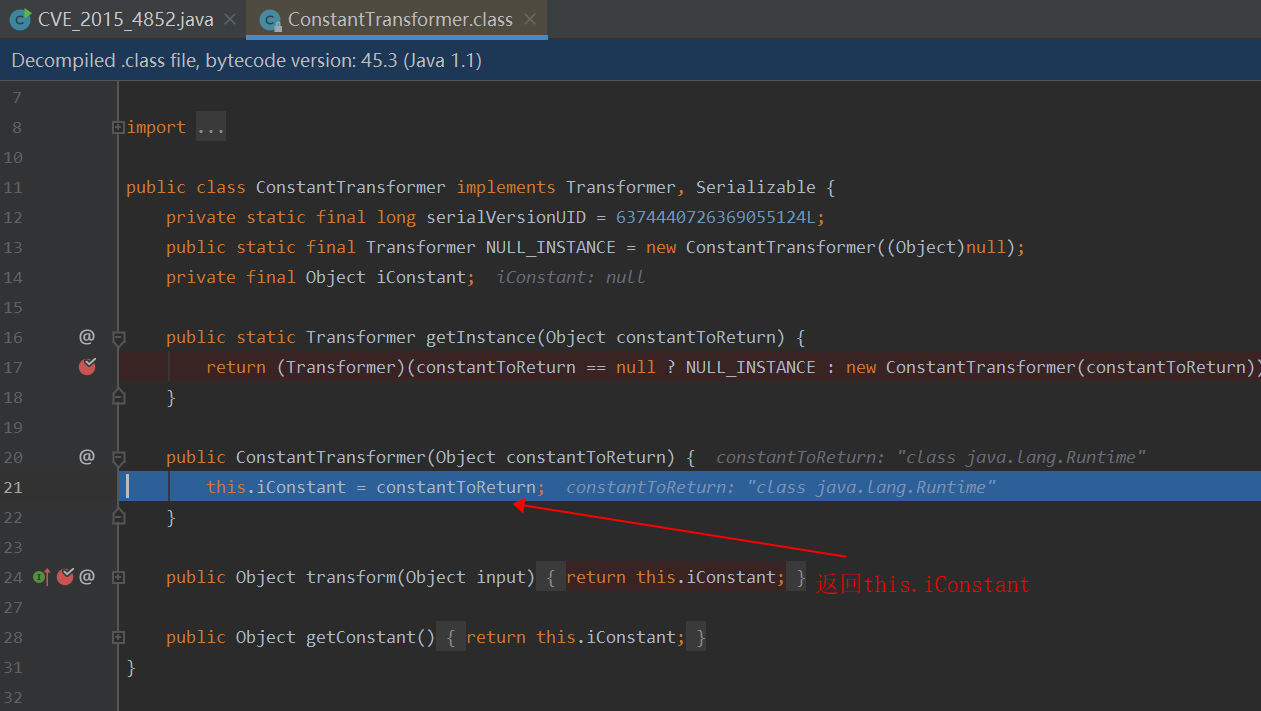 CVE_2015_4852.java × ConstantTransformer.class ×
Decompiled .class file, bytecode version: 45.3 (Java 1.1)
7
8 import ...
10
11 public class ConstantTransformer implements Transformer, Serializable {
12 private static final long serialVersionUID = 6374440726369055124L;
13 public static final Transformer NULL_INSTANCE = new ConstantTransformer((Object)null);
14 private final Object iConstant; iConstant: null
15
16 @ public static Transformer getInstance(Object constantToReturn) {
17 return (Transformer)(constantToReturn == null ? NULL_INSTANCE : new ConstantTransformer(constantToReturn))
18 }
19
20 @ public ConstantTransformer(Object constantToReturn) { constantToReturn: "class java.lang.Runtime"
21 this.iConstant = constantToReturn; constantToReturn: "class java.lang.Runtime"
22 }
23
24 @ public Object transform(Object input) { return this.iConstant; } 返回this.iConstant
27
28 public Object getConstant() { return this.iConstant; }
31 }
32